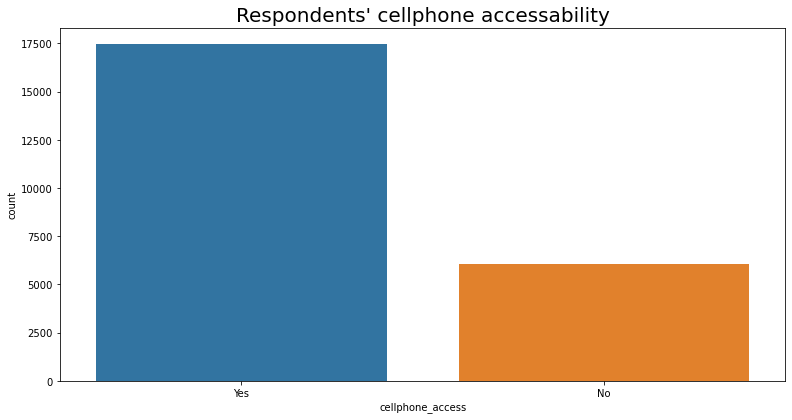 Respondents' cellphone accessability
17500
15000
12500
10000
7500
5000
2500
0
count
Yes
No
cellphone_access